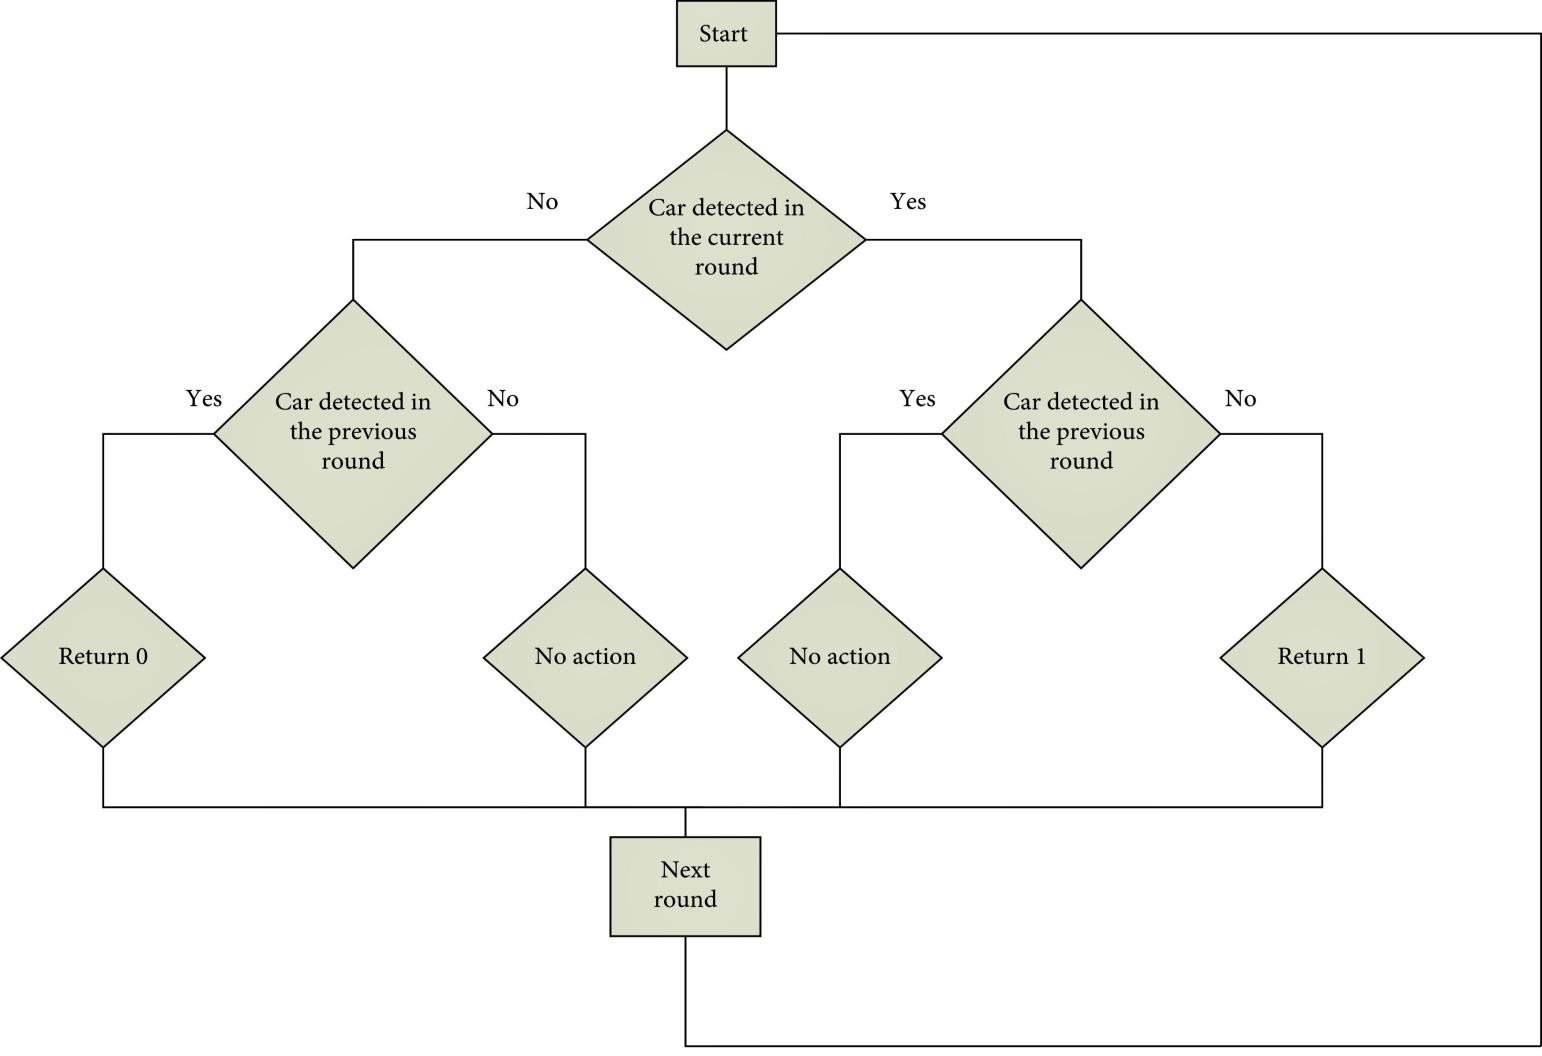 Start
No
Yes
Car detected in
the current
round
Yes
Car detected in
the previous
round
No
Yes
Car detected in
the previous
round
No
Return 0
No action
No action
Return 1
Next
round